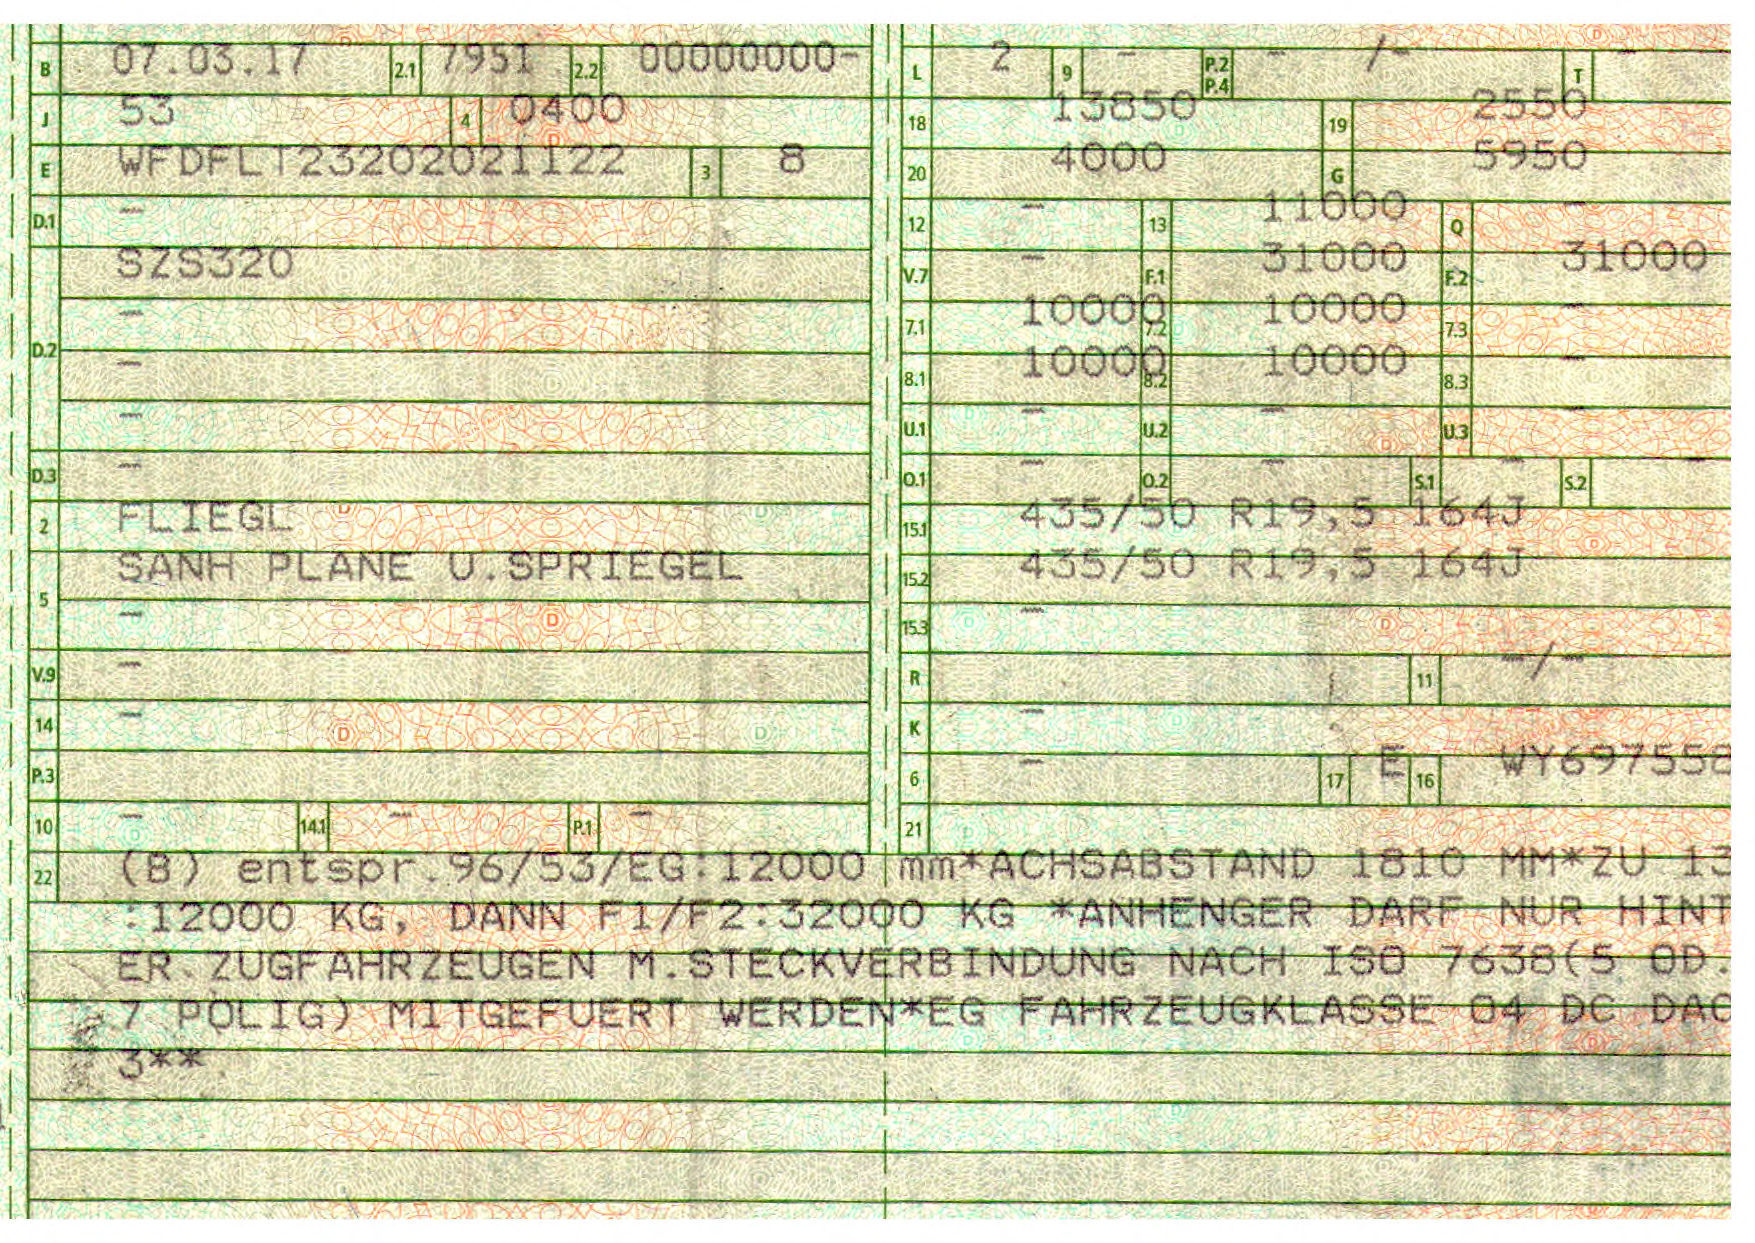 B 07.03.17 2.1 7951 2.2 00000000-
J 53 4 0400
E WFDFLT23202021122 3 8
D.1 -
SZS320
-
D.2 -
-
D.3 -
2 FLIEGL
5 SANH PLANE U.SPRIEGEL
-
V.9 -
14 -
P.3
10 - 14.1 - P.1 -
L 2 9 - P.2 P.4 - /- T -
18 13850 19 2550
20 4000 G 5950
12 - 13 11000 Q -
V.7 - F.1 31000 F.2 31000
7.1 10000 7.2 10000 7.3 -
8.1 10000 8.2 10000 8.3 -
U.1 - U.2 - U.3 -
O.1 - O.2 - S.1 - S.2 -
15.1 435/50 R19,5 164J
15.2 435/50 R19,5 164J
15.3 -
R 11 -/-
K -
6 - 17 E 16 WY697558
21
22 (B) entspr.96/53/EG:12000 mm*ACHSABSTAND 1810 MM*ZU 13
:12000 KG, DANN F1/F2:32000 KG *ANHENGER DARF NUR HINT
ER ZUGFAHRZEUGEN M.STECKVERBINDUNG NACH ISO 7638(5 OD.
7 POLIG) MITGEFUERT WERDEN*EG FAHRZEUGKLASSE O4 DC DAC
3**